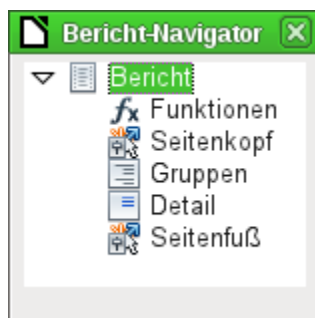 Bericht-Navigator
Bericht
Funktionen
Seitenkopf
Gruppen
Detail
Seitenfuß